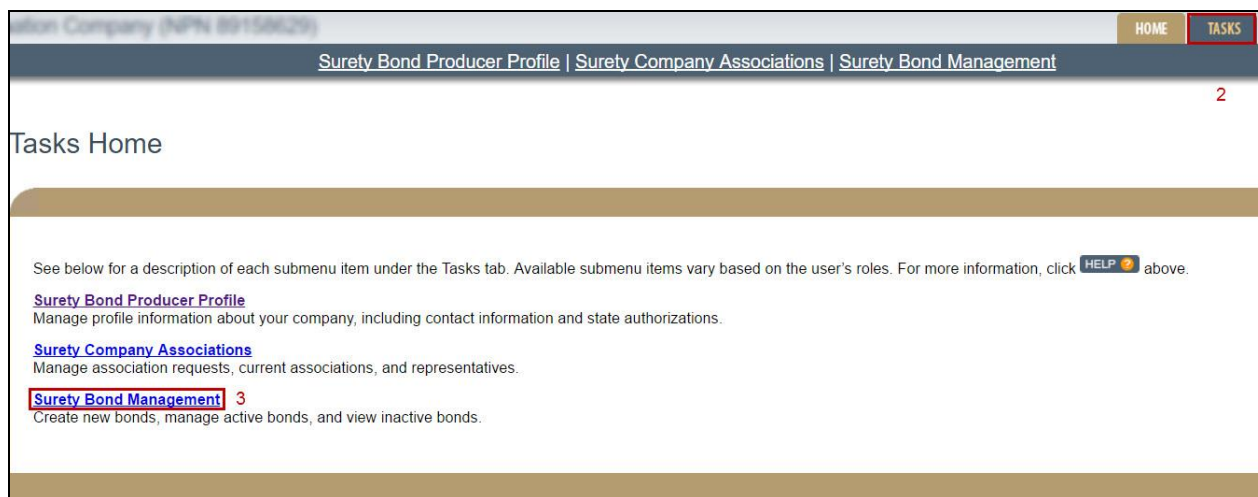 ation Company (NPN 89158629)
HOME TASKS
Surety Bond Producer Profile | Surety Company Associations | Surety Bond Management
2
Tasks Home
See below for a description of each submenu item under the Tasks tab. Available submenu items vary based on the user's roles. For more information, click HELP ? above.
Surety Bond Producer Profile
Manage profile information about your company, including contact information and state authorizations.
Surety Company Associations
Manage association requests, current associations, and representatives.
Surety Bond Management 3
Create new bonds, manage active bonds, and view inactive bonds.